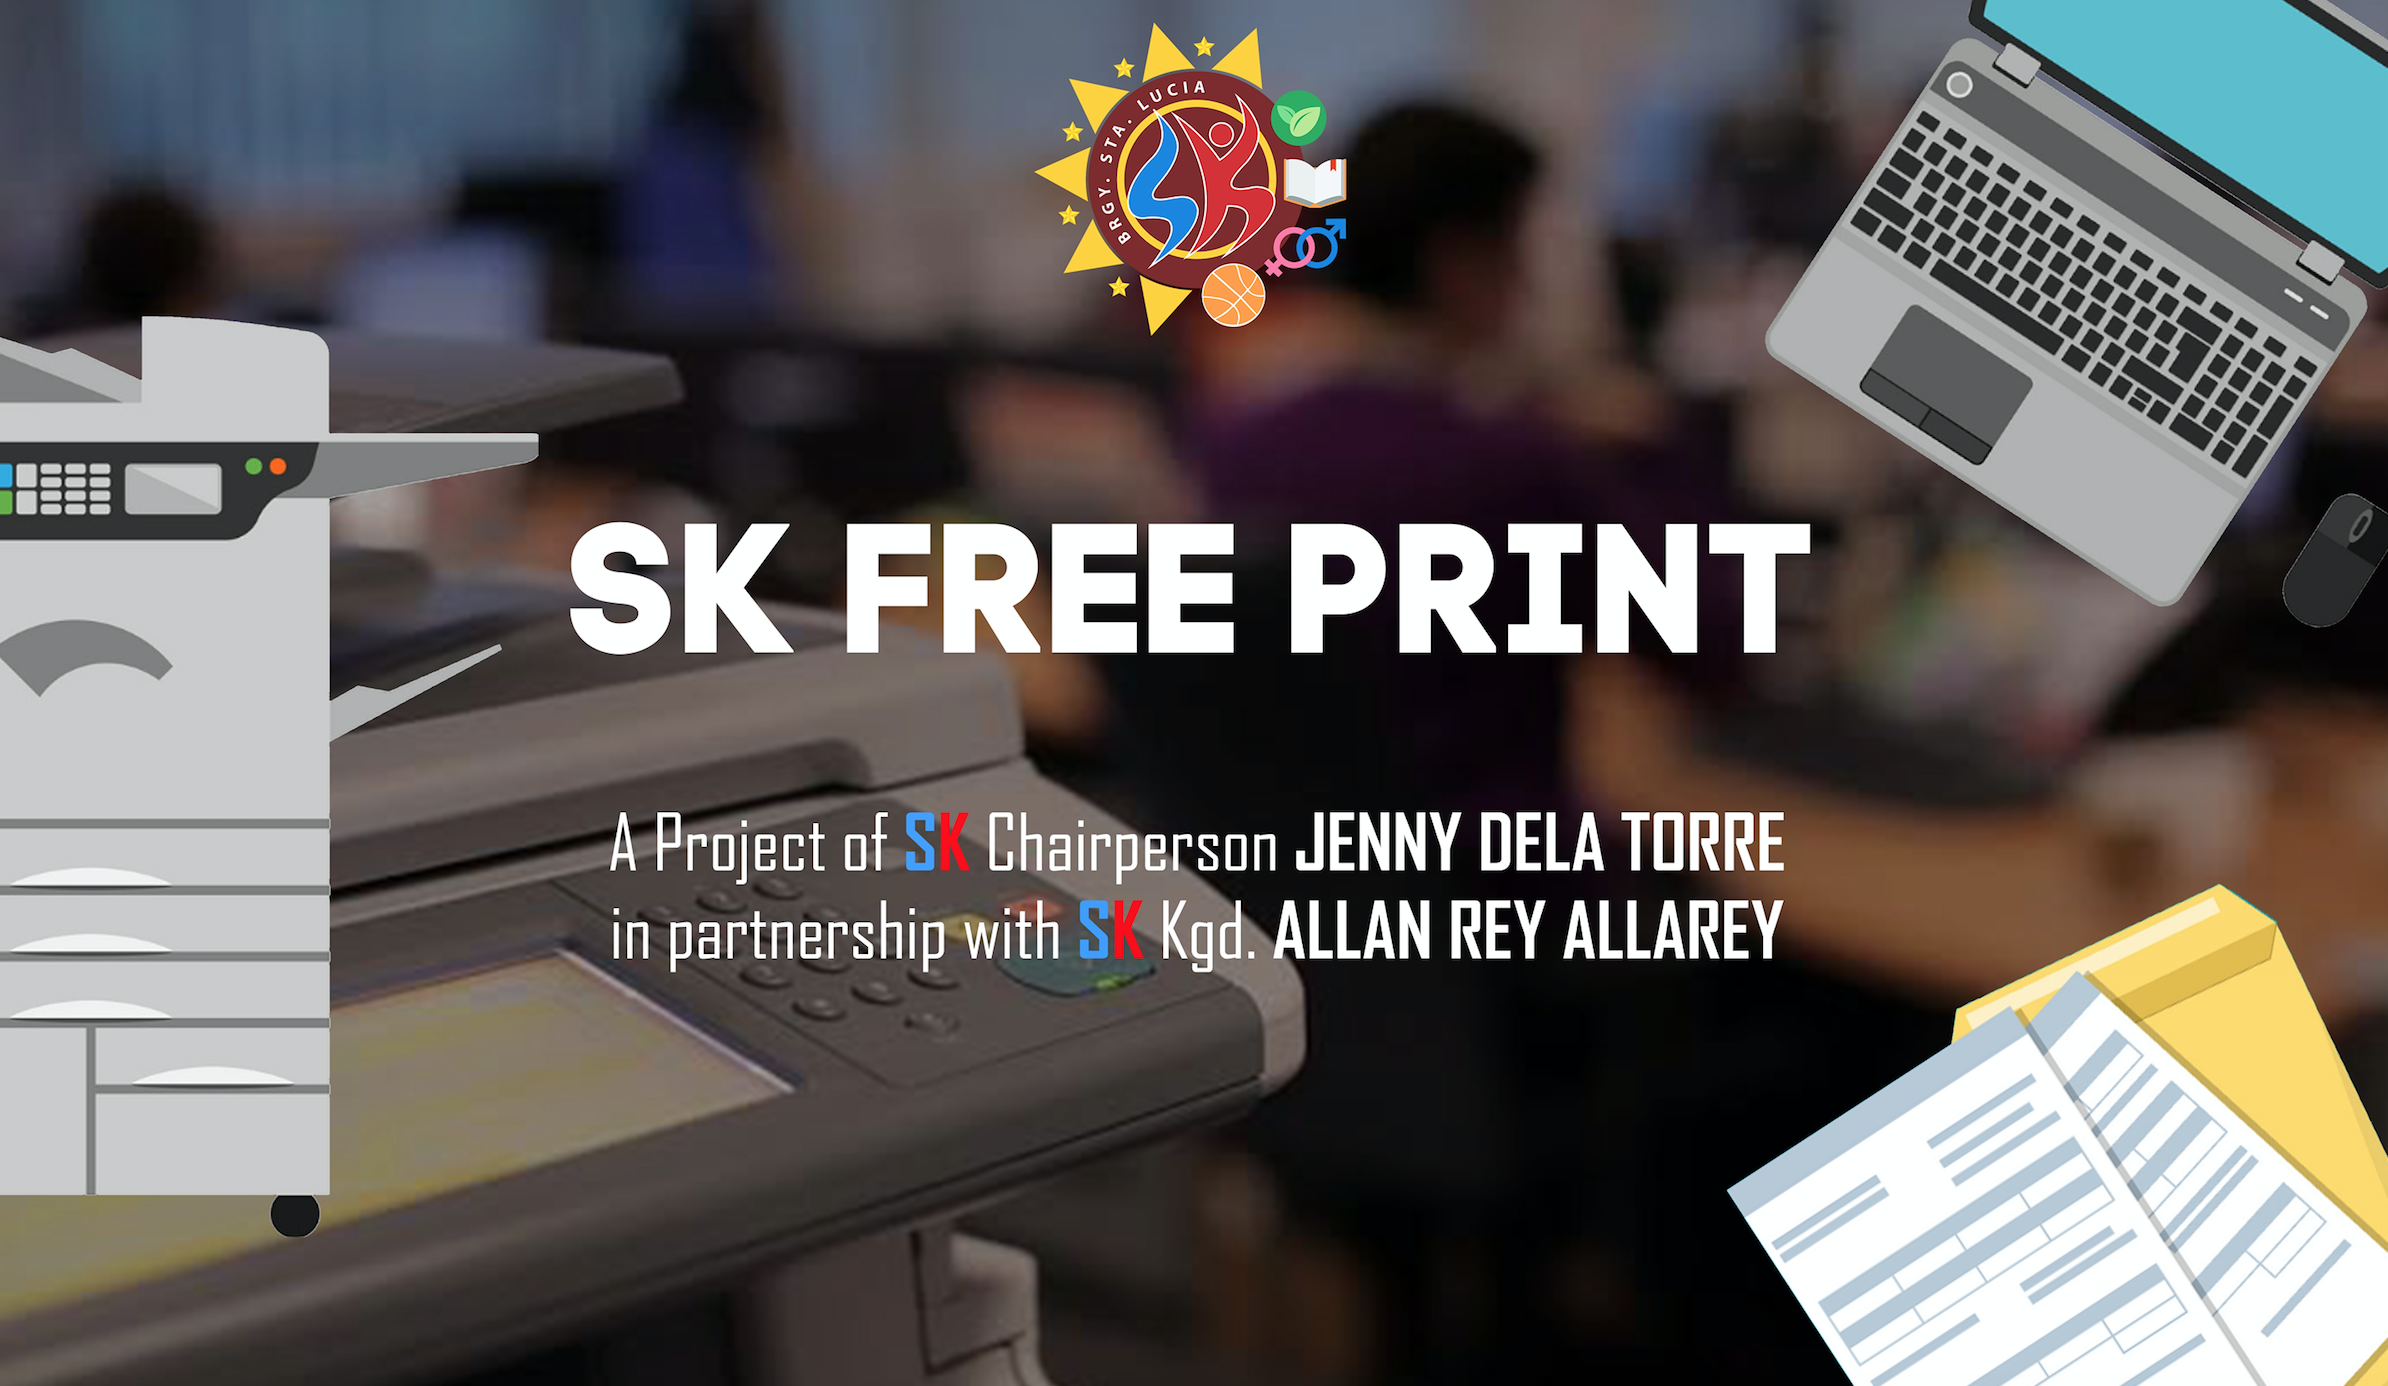 BRGY. STA. LUCIA
SK
SK FREE PRINT
A Project of SK Chairperson JENNY DELA TORRE
in partnership with SK Kgd. ALLAN REY ALLAREY